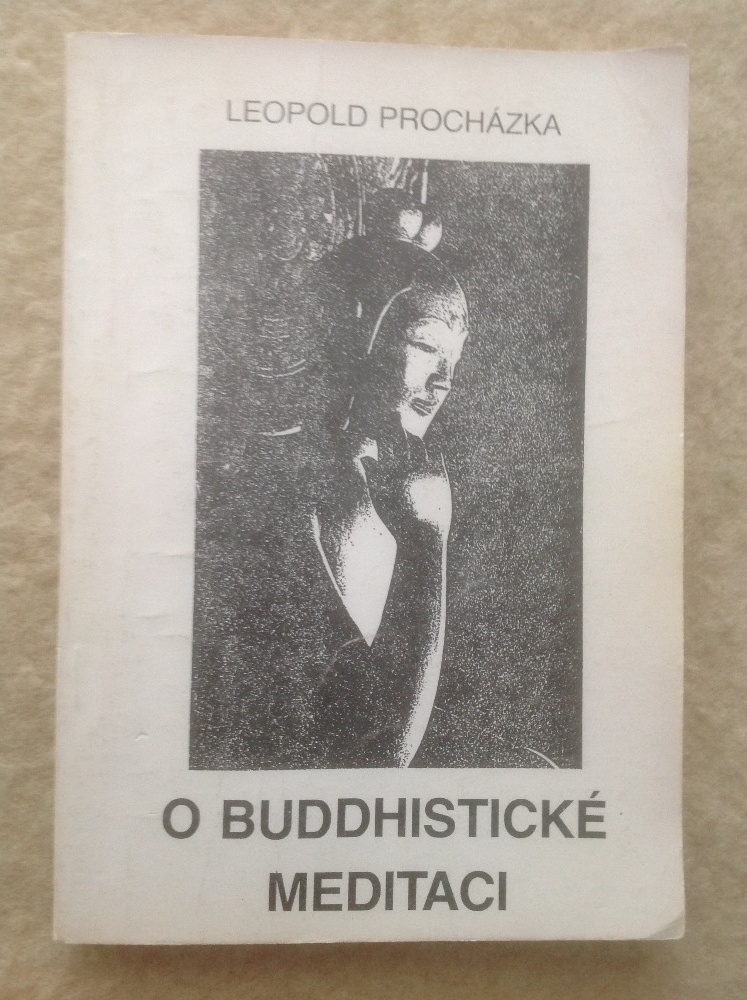 LEOPOLD PROCHÁZKA
O BUDDHISTICKÉ
MEDITACI